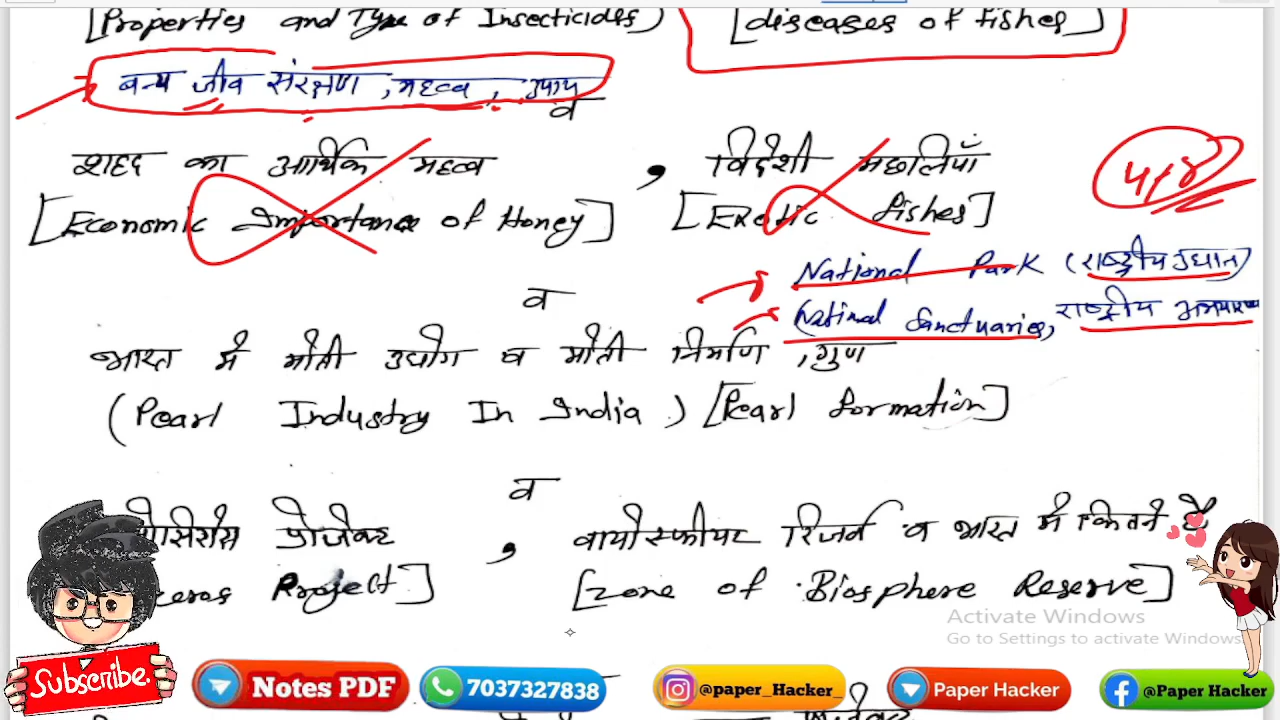 [Properties and Type of Insecticides)
[diseases of fishes]
वन्य जीव संरक्षण, महत्व, उपाय
व
शहद का आर्थिक महत्व , विदेशी मछलियाँ
[Economic Importance of Honey] [Exotic fishes]
National Park (राष्ट्रीय उद्यान)
National Sanctuaries, राष्ट्रीय
व
भारत में मोती उद्योग व मोती निर्माण, गुण
(Pearl Industry In India) [Pearl formation]
व
प्रोजेक्ट , बायोस्फीयर रिजर्व व भारत में कितने है
Project] [zone of Biosphere Reserve]
Activate Windows
Go to Settings to activate Windows.
Subscribe.
Notes PDF
7037327838
@paper_Hacker_
Paper Hacker
@Paper Hacker